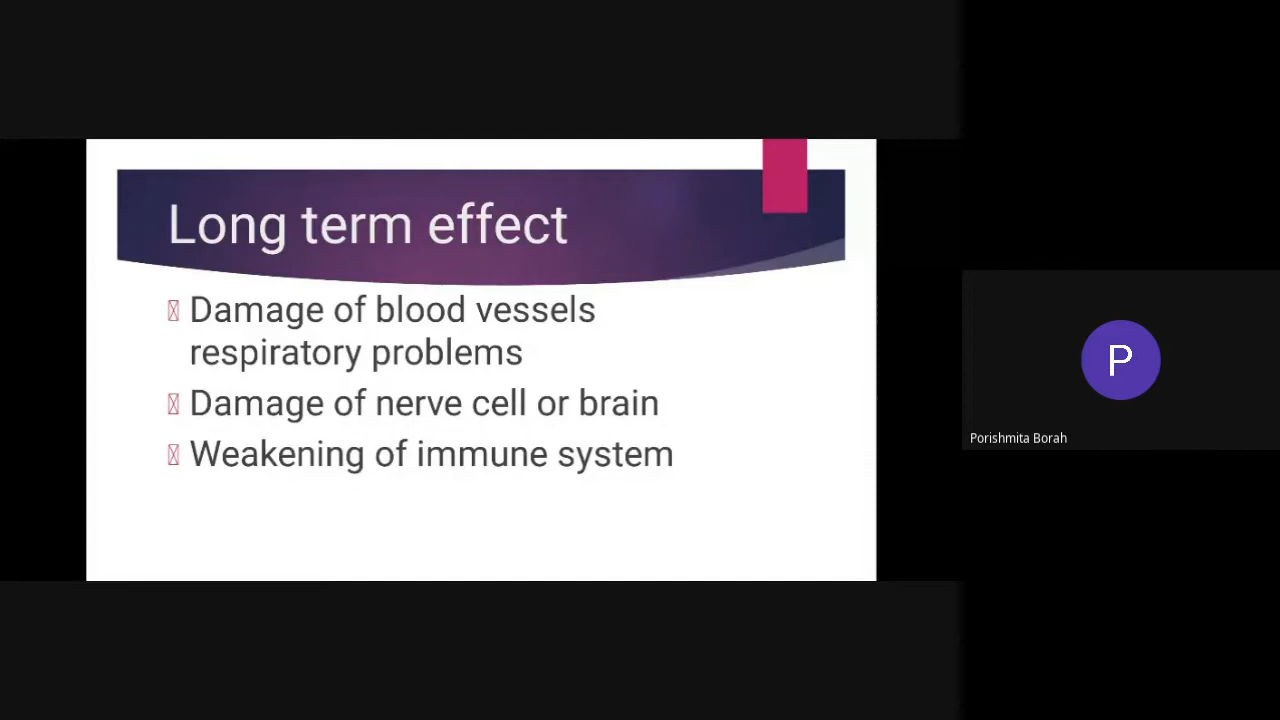 Long term effect
Damage of blood vessels
respiratory problems
Damage of nerve cell or brain
Weakening of immune system
P
Porishmita Borah